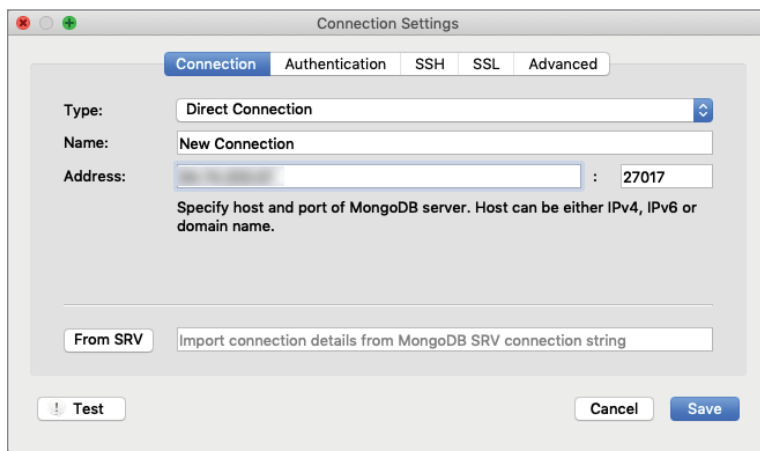 Connection Settings
Connection Authentication SSH SSL Advanced
Type: Direct Connection
Name: New Connection
Address: : 27017
Specify host and port of MongoDB server. Host can be either IPv4, IPv6 or
domain name.
From SRV Import connection details from MongoDB SRV connection string
! Test Cancel Save